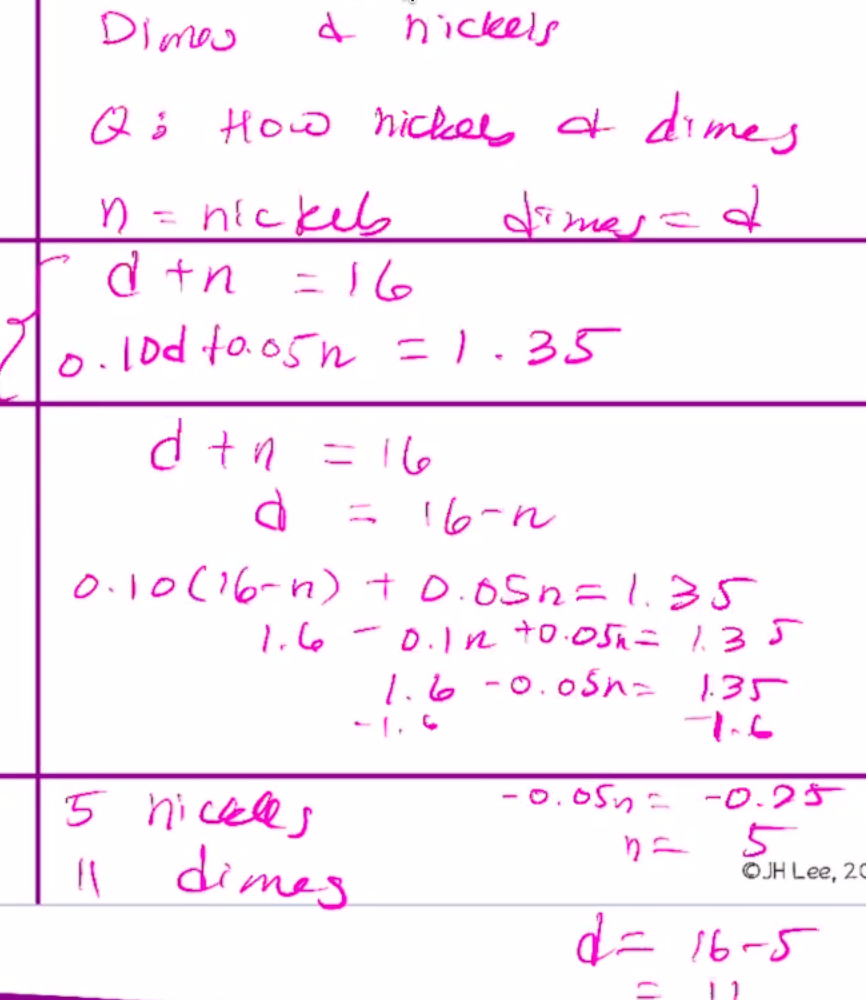 Dimes & nickels
Q: How nickels & dimes
n = nickels dimes = d
d + n = 16
0.10d + 0.05n = 1.35
d + n = 16
d = 16 - n
0.10(16-n) + 0.05n = 1.35
1.6 - 0.1n + 0.05n = 1.35
1.6 - 0.05n = 1.35
-1.6 -1.6
5 nickels -0.05n = -0.25
n = 5
11 dimes ©JH Lee, 20
d = 16-5
= 11